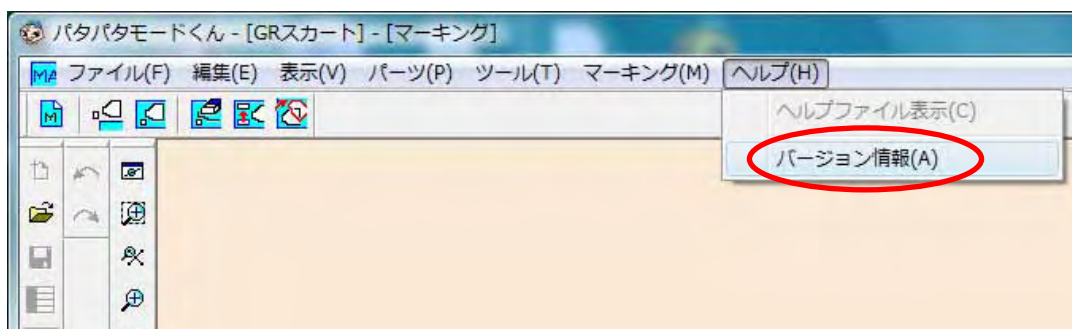 パタパタモードくん - [GRスカート] - [マーキング]
ファイル(F) 編集(E) 表示(V) パーツ(P) ツール(T) マーキング(M) ヘルプ(H)
ヘルプファイル表示(C)
バージョン情報(A)